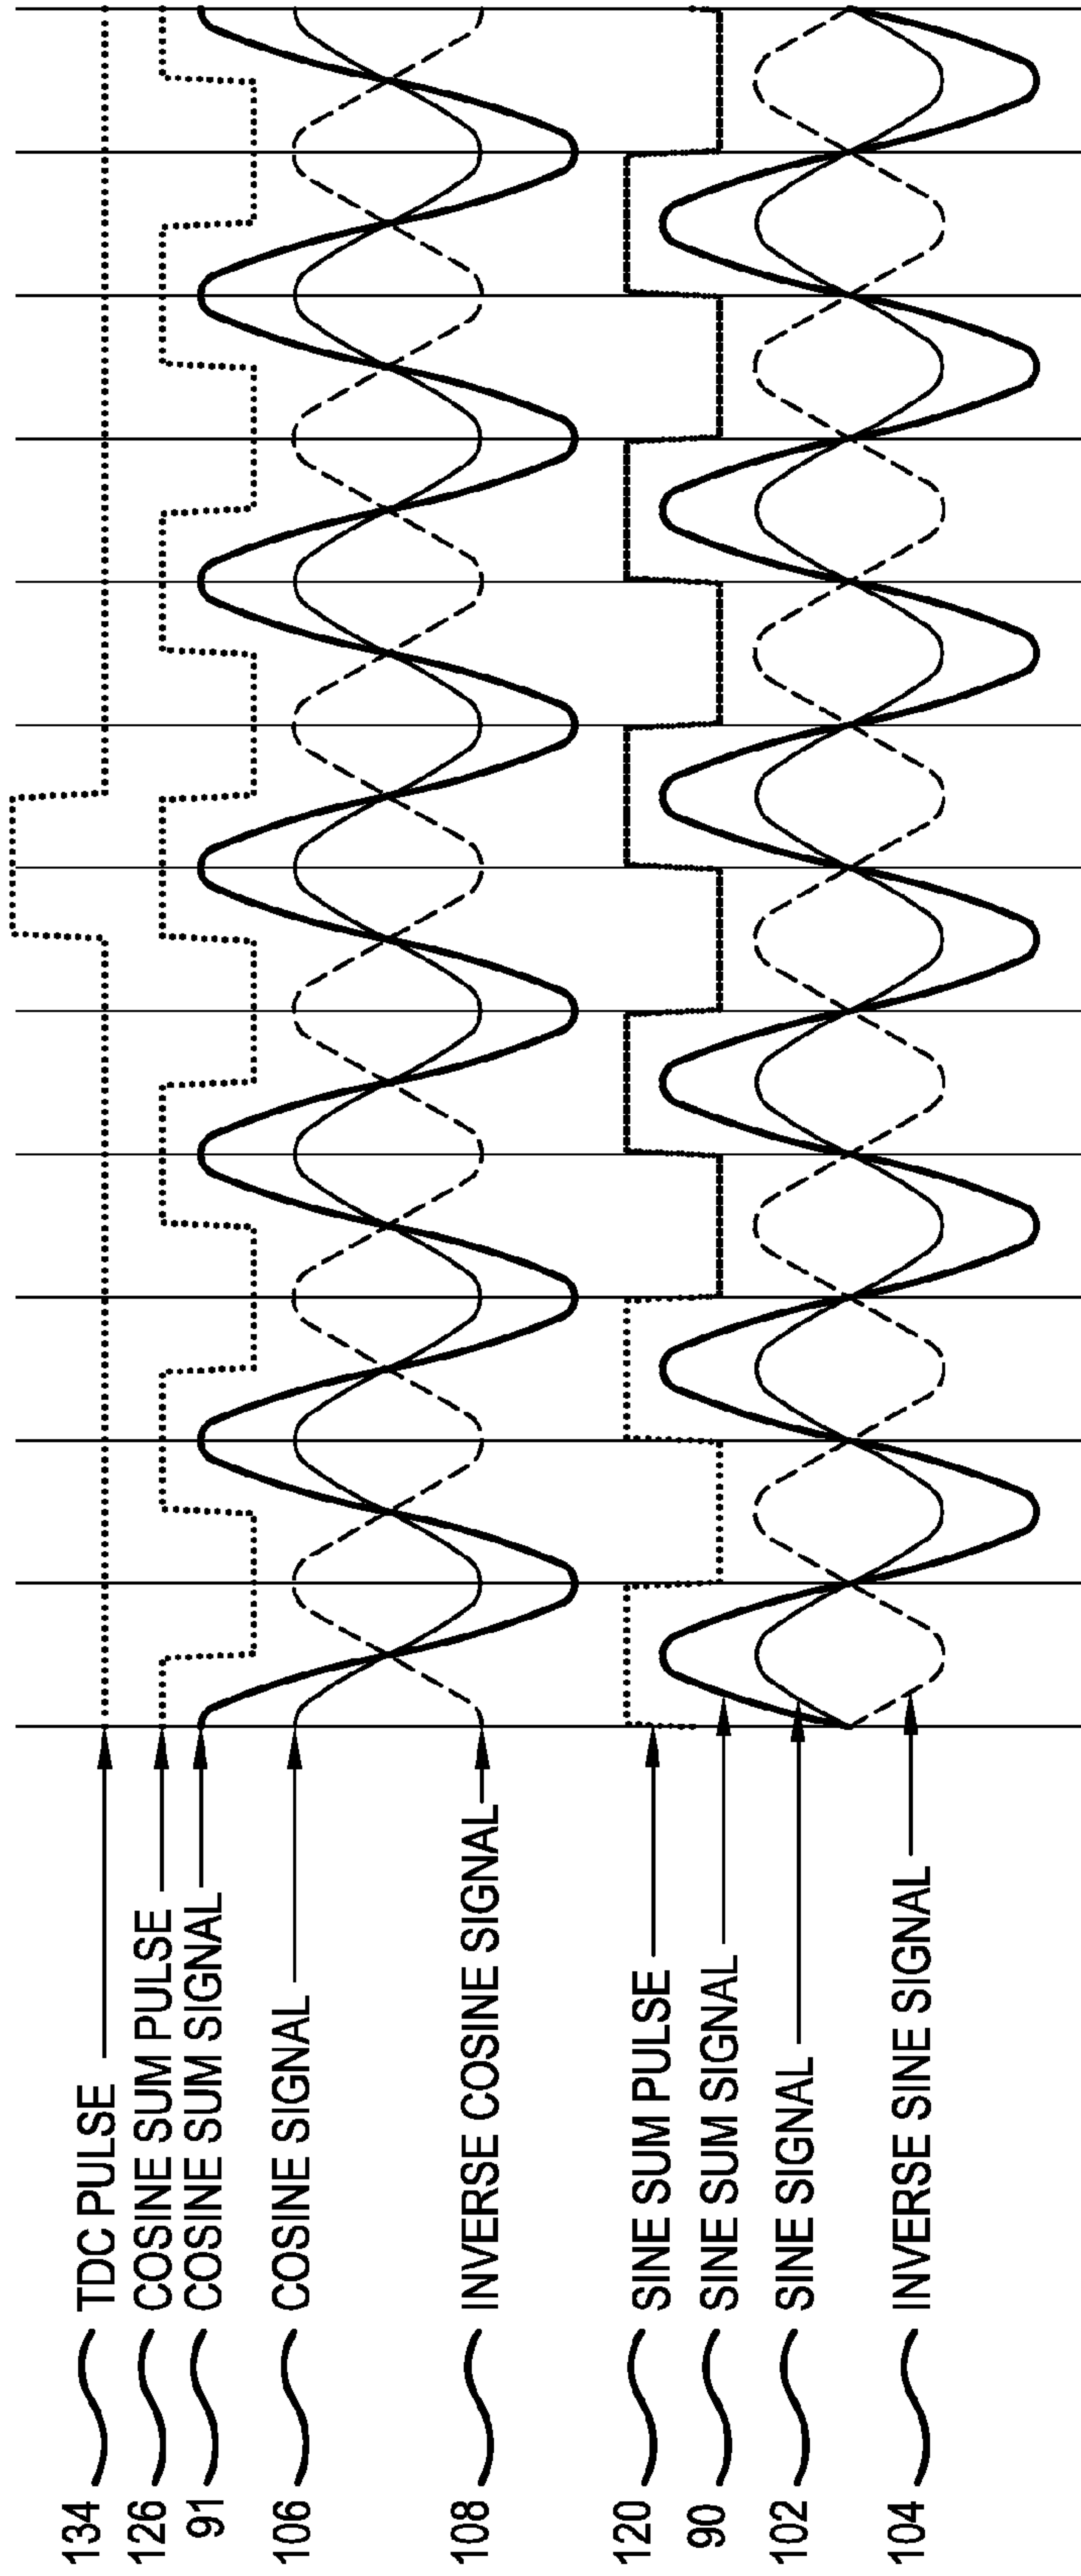 134 TDC PULSE
126 COSINE SUM PULSE
91 COSINE SUM SIGNAL
106 COSINE SIGNAL
108 INVERSE COSINE SIGNAL
120 SINE SUM PULSE
90 SINE SUM SIGNAL
102 SINE SIGNAL
104 INVERSE SINE SIGNAL